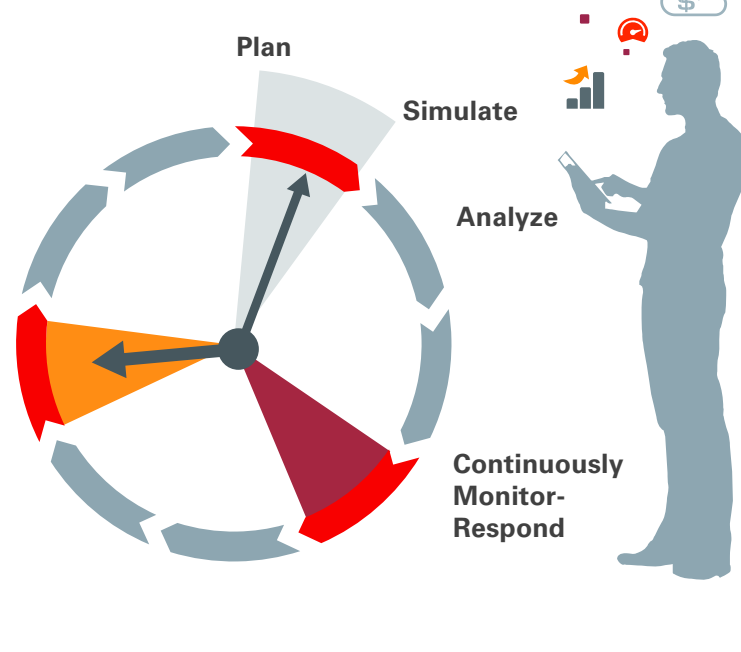 $
Plan
Simulate
Analyze
Continuously
Monitor-
Respond